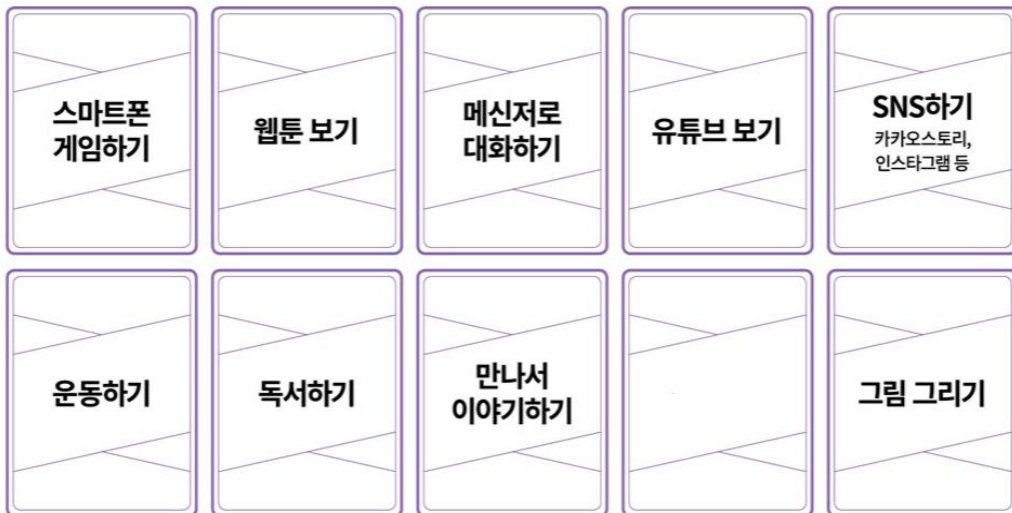 스마트폰
게임하기
웹툰 보기
메신저로
대화하기
유튜브 보기
SNS하기
카카오스토리,
인스타그램 등
운동하기
독서하기
만나서
이야기하기
그림 그리기